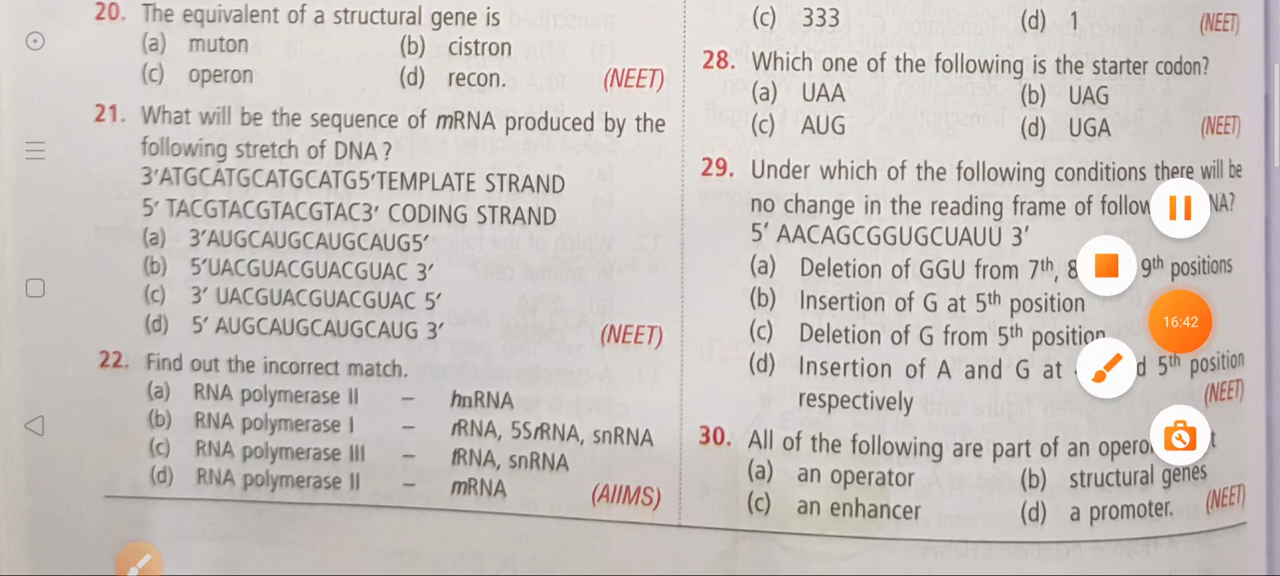 20. The equivalent of a structural gene is
(a) muton (b) cistron
(c) operon (d) recon. (NEET)
21. What will be the sequence of mRNA produced by the
following stretch of DNA?
3′ATGCATGCATGCATG5′TEMPLATE STRAND
5′ TACGTACGTACGTAC3′ CODING STRAND
(a) 3′AUGCAUGCAUGCAUG5′
(b) 5′UACGUACGUACGUAC 3′
(c) 3′ UACGUACGUACGUAC 5′
(d) 5′ AUGCAUGCAUGCAUG 3′ (NEET)
22. Find out the incorrect match.
(a) RNA polymerase II – hnRNA
(b) RNA polymerase I – rRNA, 5SrRNA, snRNA
(c) RNA polymerase III – tRNA, snRNA
(d) RNA polymerase II – mRNA (AIIMS)
(c) 333 (d) 1 (NEET)
28. Which one of the following is the starter codon?
(a) UAA (b) UAG
(c) AUG (d) UGA (NEET)
29. Under which of the following conditions there will be
no change in the reading frame of follow NA?
5′ AACAGCGGUGCUAUU 3′
(a) Deletion of GGU from 7th, 8 9th positions
(b) Insertion of G at 5th position
(c) Deletion of G from 5th position
(d) Insertion of A and G at d 5th position
respectively (NEET)
30. All of the following are part of an opero t
(a) an operator (b) structural genes
(c) an enhancer (d) a promoter. (NEET)
16:42